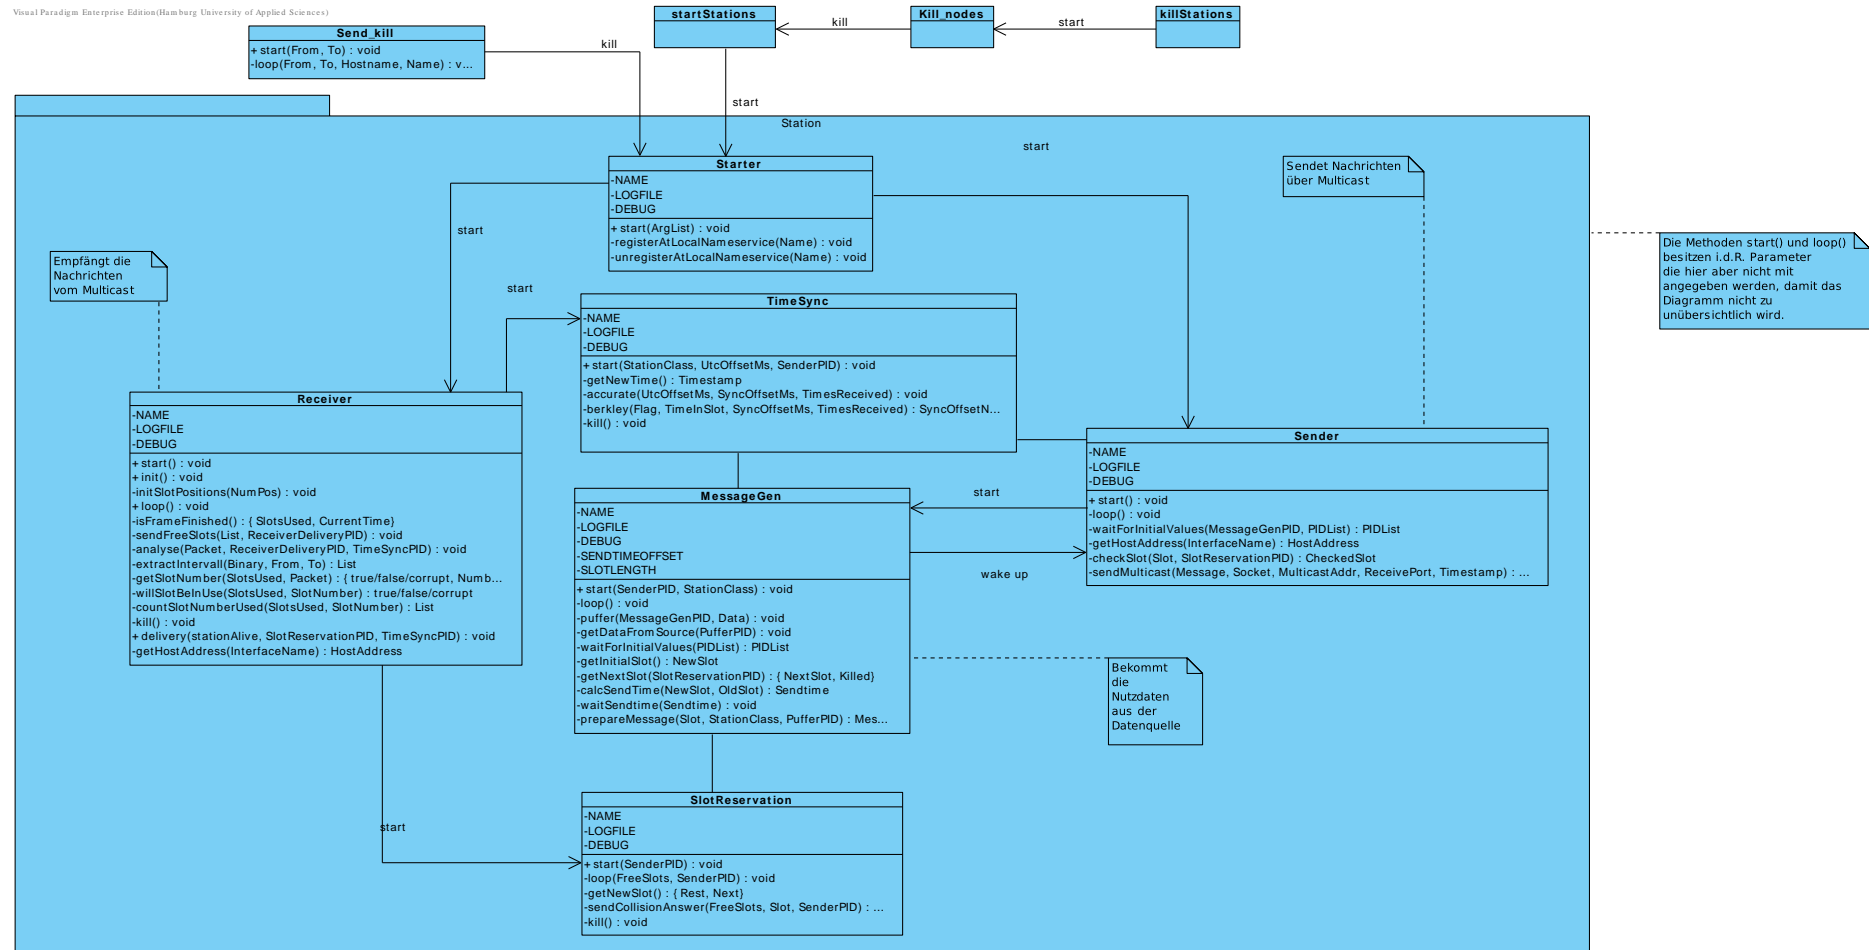 Visual Paradigm Enterprise Edition(Hamburg University of Applied Sciences)
startStations
kill
Kill_nodes
start
killStations
Send_kill
+ start(From, To) : void
-loop(From, To, Hostname, Name) : v...
kill
start
Station
start
Starter
-NAME
-LOGFILE
-DEBUG
+ start(ArgList) : void
-registerAtLocalNameservice(Name) : void
-unregisterAtLocalNameservice(Name) : void
Sendet Nachrichten
über Multicast
Die Methoden start() und loop()
besitzen i.d.R. Parameter
die hier aber nicht mit
angegeben werden, damit das
Diagramm nicht zu
unübersichtlich wird.
start
Empfängt die
Nachrichten
vom Multicast
start
TimeSync
-NAME
-LOGFILE
-DEBUG
+ start(StationClass, UtcOffsetMs, SenderPID) : void
-getNewTime() : Timestamp
-accurate(UtcOffsetMs, SyncOffsetMs, TimesReceived) : void
-berkley(Flag, TimeInSlot, SyncOffsetMs, TimesReceived) : SyncOffsetN...
-kill() : void
Receiver
-NAME
-LOGFILE
-DEBUG
+ start() : void
+ init() : void
-initSlotPositions(NumPos) : void
+ loop() : void
-isFrameFinished() : { SlotsUsed, CurrentTime}
-sendFreeSlots(List, ReceiverDeliveryPID) : void
-analyse(Packet, ReceiverDeliveryPID, TimeSyncPID) : void
-extractIntervall(Binary, From, To) : List
-getSlotNumber(SlotsUsed, Packet) : { true/false/corrupt, Numb...
-willSlotBeInUse(SlotsUsed, SlotNumber) : true/false/corrupt
-countSlotNumberUsed(SlotsUsed, SlotNumber) : List
-kill() : void
+ delivery(stationAlive, SlotReservationPID, TimeSyncPID) : void
-getHostAddress(InterfaceName) : HostAddress
Sender
-NAME
-LOGFILE
-DEBUG
+ start() : void
-loop() : void
-waitForInitialValues(MessageGenPID, PIDList) : PIDList
-getHostAddress(InterfaceName) : HostAddress
-checkSlot(Slot, SlotReservationPID) : CheckedSlot
-sendMulticast(Message, Socket, MulticastAddr, ReceivePort, Timestamp) : ...
start
wake up
MessageGen
-NAME
-LOGFILE
-DEBUG
-SENDTIMEOFFSET
-SLOTLENGTH
+ start(SenderPID, StationClass) : void
-loop() : void
-puffer(MessageGenPID, Data) : void
-getDataFromSource(PufferPID) : void
-waitForInitialValues(PIDList) : PIDList
-getInitialSlot() : NewSlot
-getNextSlot(SlotReservationPID) : { NextSlot, Killed}
-calcSendTime(NewSlot, OldSlot) : Sendtime
-waitSendtime(Sendtime) : void
-prepareMessage(Slot, StationClass, PufferPID) : Mes...
Bekommt
die
Nutzdaten
aus der
Datenquelle
start
SlotReservation
-NAME
-LOGFILE
-DEBUG
+ start(SenderPID) : void
-loop(FreeSlots, SenderPID) : void
-getNewSlot() : { Rest, Next}
-sendCollisionAnswer(FreeSlots, Slot, SenderPID) : ...
-kill() : void